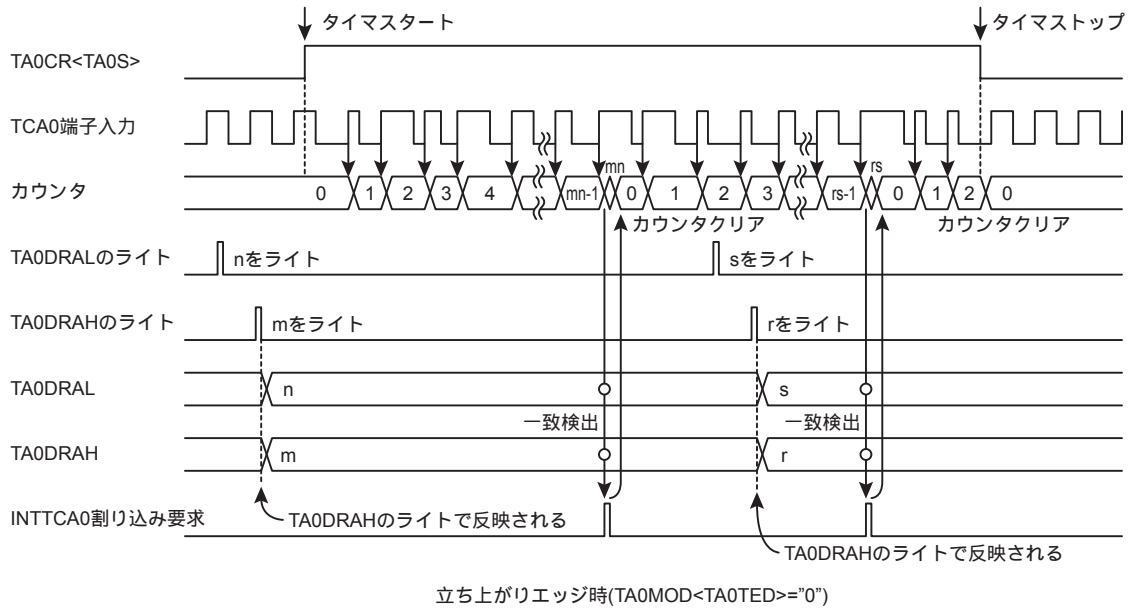 タイマスタート
タイマストップ
TA0CR<TA0S>
TCA0端子入力
カウンタ
0 1 2 3 4 mn-1 mn 0 1 2 3 rs-1 rs 0 1 2 0
カウンタクリア
カウンタクリア
TA0DRALのライト
nをライト
sをライト
TA0DRAHのライト
mをライト
rをライト
TA0DRAL
n
s
一致検出
一致検出
TA0DRAH
m
r
INTTCA0割り込み要求
TA0DRAHのライトで反映される
TA0DRAHのライトで反映される
立ち上がりエッジ時(TA0MOD<TA0TED>=”0”)